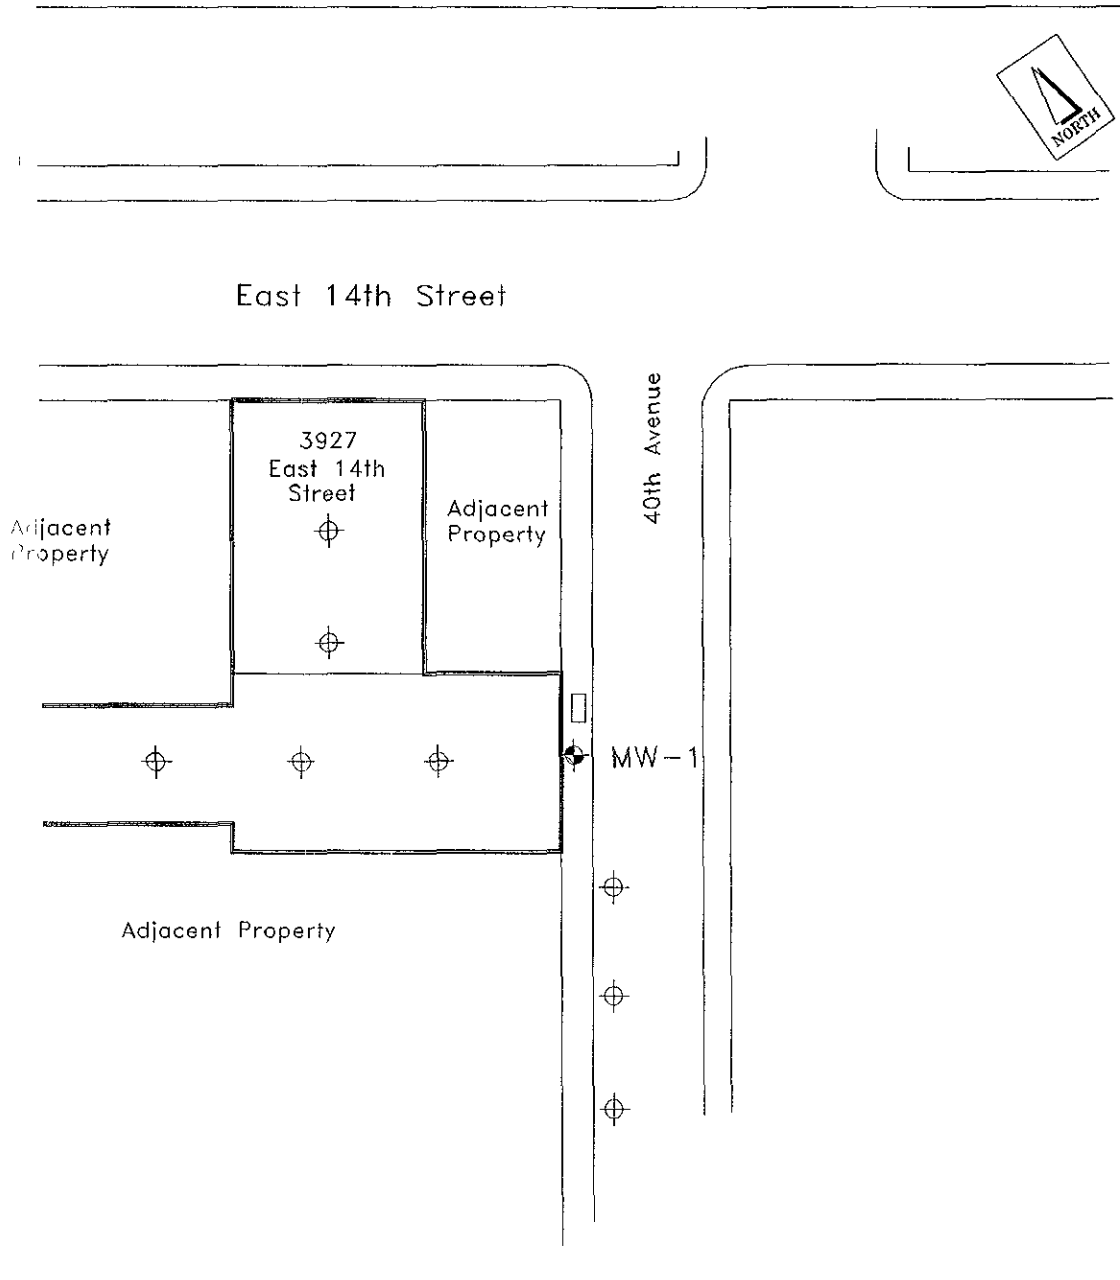 NORTH
East 14th Street
40th Avenue
3927
East 14th
Street
Adjacent
Property
Adjacent
Property
MW-1
Adjacent Property